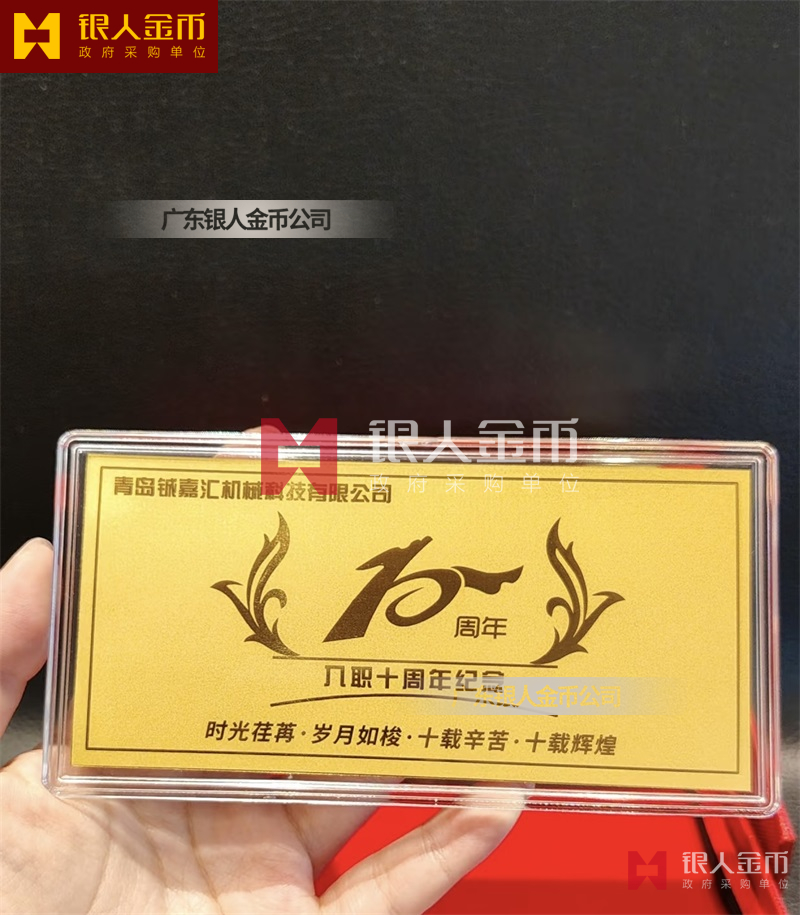 银人金币
政府采购单位
广东银人金币公司
银人金币
政府采购单位
青岛铖嘉汇机械科技有限公司
10周年
入职十周年纪念
广东银人金币公司
时光荏苒·岁月如梭·十载辛苦·十载辉煌
银人金币
政府采购单位